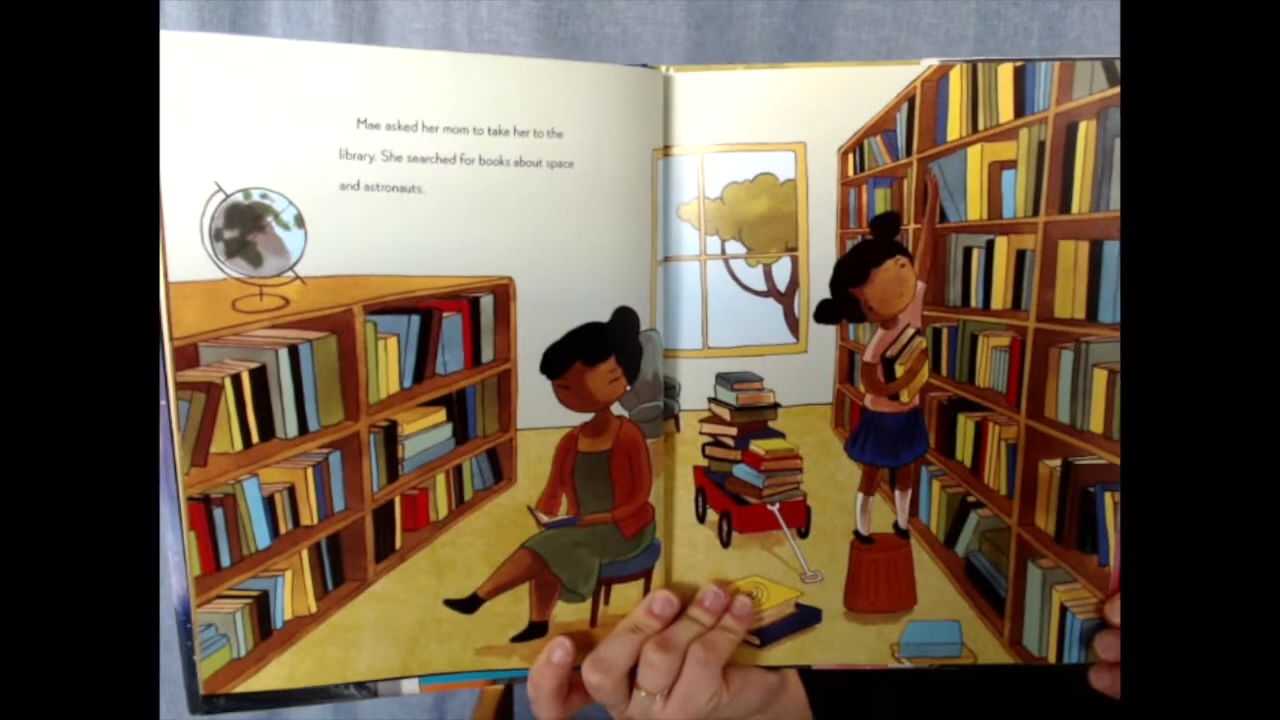 Mae asked her mom to take her to the
library. She searched for books about space
and astronauts.